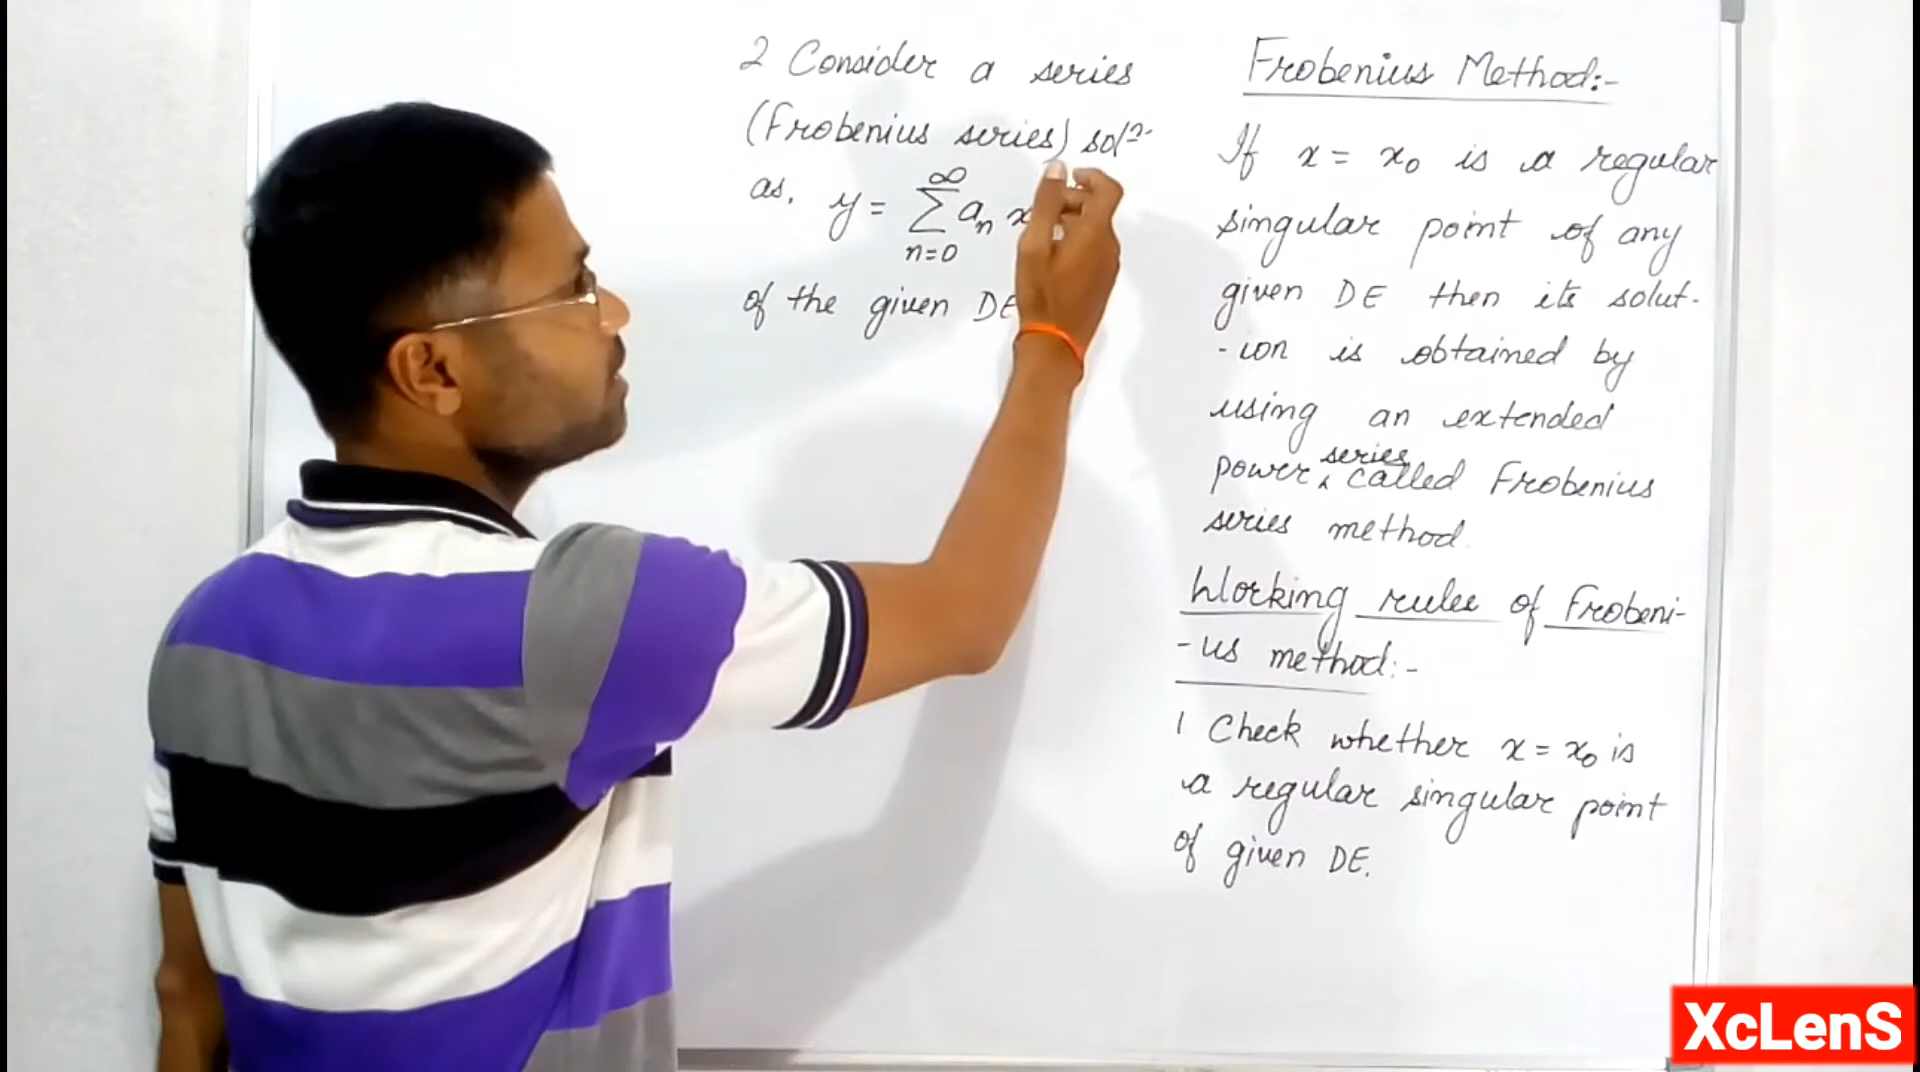 Frobenius Method:-
If x = x₀ is a regular
singular point of any
given DE then its solut-
-ion is obtained by
using an extended
series
power ‸ called Frobenius
series method.
Working rules of Frobeni-
-us method:-
1 Check whether x = x₀ is
a regular singular point
of given DE.
2 Consider a series
(Frobenius series) solⁿ
as, y = ∑ₙ₌₀^∞ aₙ x
of the given DE
XcLenS